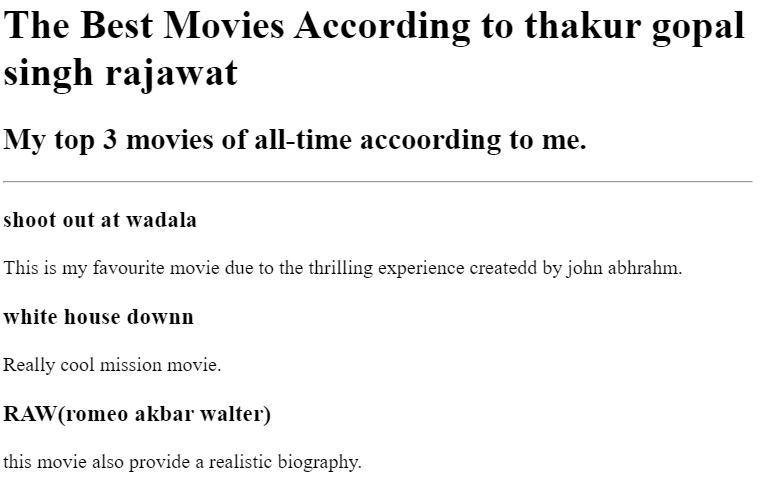 The Best Movies According to thakur gopal
singh rajawat
My top 3 movies of all-time accoording to me.
shoot out at wadala
This is my favourite movie due to the thrilling experience createdd by john abhrahm.
white house downn
Really cool mission movie.
RAW(romeo akbar walter)
this movie also provide a realistic biography.